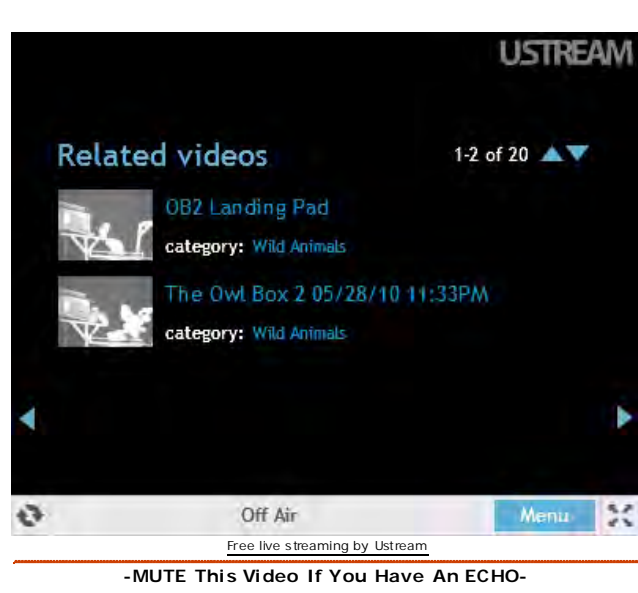 USTREAM
Related videos 1-2 of 20
OB2 Landing Pad
category: Wild Animals
The Owl Box 2 05/28/10 11:33PM
category: Wild Animals
Off Air Menu
Free live streaming by Ustream
-MUTE This Video If You Have An ECHO-